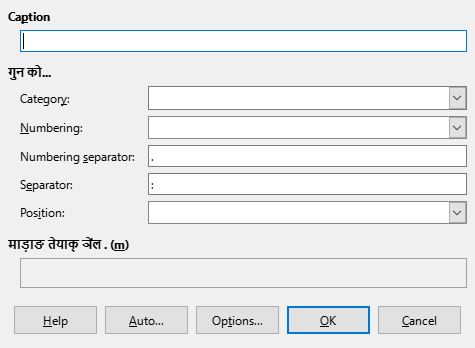 Caption
गुन को...
Category:
Numbering:
Numbering separator: .
Separator: :
Position:
माड़ाङ तेयाक् ञेंल . (m)
Help Auto... Options... OK Cancel